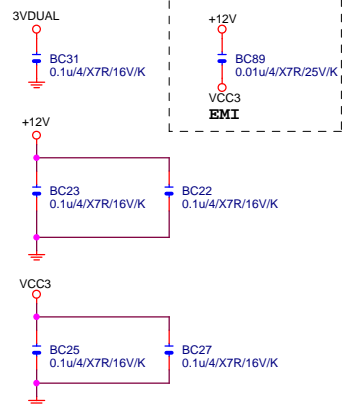 3VDUAL
BC31
0.1u/4/X7R/16V/K
+12V
BC89
0.01u/4/X7R/25V/K
VCC3
EMI
+12V
BC23
0.1u/4/X7R/16V/K
BC22
0.1u/4/X7R/16V/K
VCC3
BC25
0.1u/4/X7R/16V/K
BC27
0.1u/4/X7R/16V/K